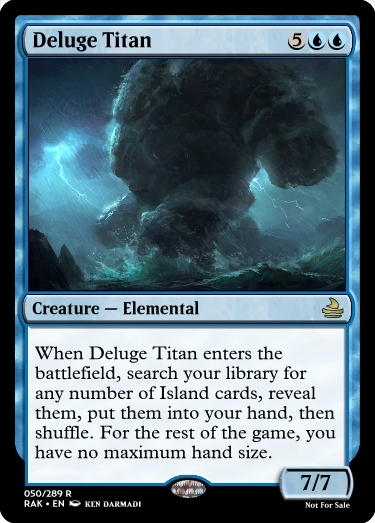 Deluge Titan 5
Creature — Elemental
When Deluge Titan enters the
battlefield, search your library for
any number of Island cards, reveal
them, put them into your hand, then
shuffle. For the rest of the game, you
have no maximum hand size.
7/7
050/289 R
RAK • EN KEN DARMADI
Not For Sale